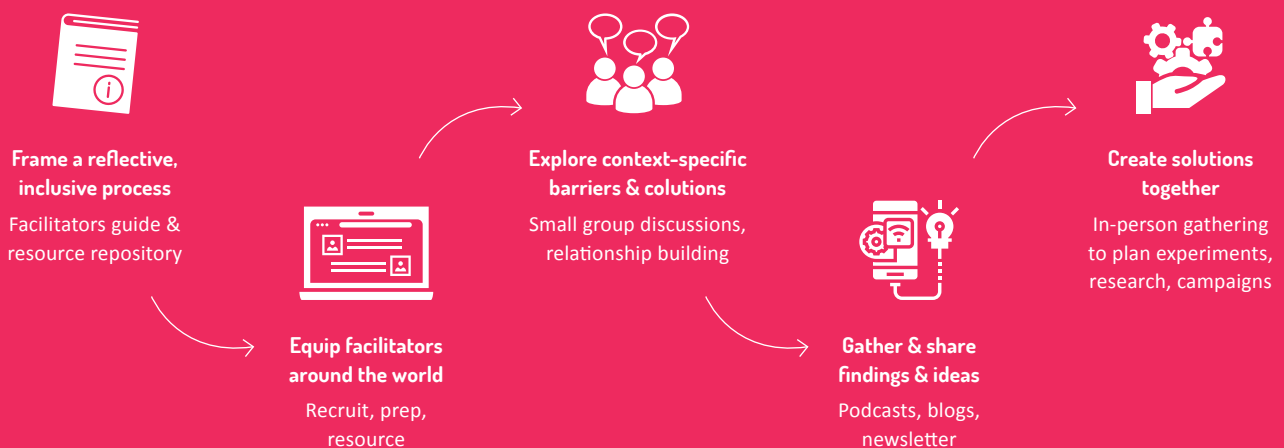 Frame a reflective,
inclusive process
Facilitators guide &
resource repository
Equip facilitators
around the world
Recruit, prep,
resource
Explore context-specific
barriers & colutions
Small group discussions,
relationship building
Gather & share
findings & ideas
Podcasts, blogs,
newsletter
Create solutions
together
In-person gathering
to plan experiments,
research, campaigns